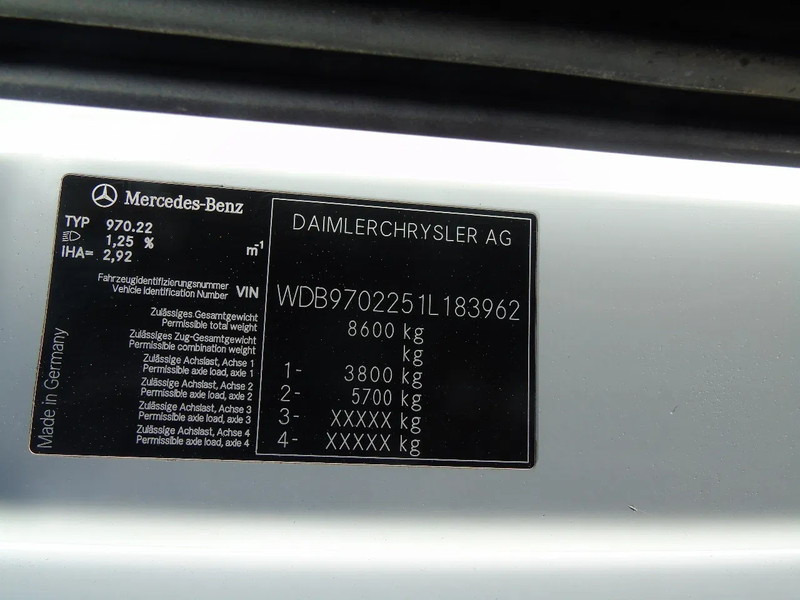 Mercedes-Benz
TYP 970.22
1,25 %
IHA= 2,92 m-1
DAIMLERCHRYSLER AG
Fahrzeugidentifizierungsnummer
Vehicle Identification Number VIN WDB9702251L183962
Zulässiges Gesamtgewicht
Permissible total weight 8600 kg
Zulässiges Zug-Gesamtgewicht
Permissible combination weight kg
Zulässige Achslast, Achse 1
Permissible axle load, axle 1 1- 3800 kg
Zulässige Achslast, Achse 2
Permissible axle load, axle 2 2- 5700 kg
Zulässige Achslast, Achse 3
Permissible axle load, axle 3 3- XXXXX kg
Zulässige Achslast, Achse 4
Permissible axle load, axle 4 4- XXXXX kg
Made in Germany